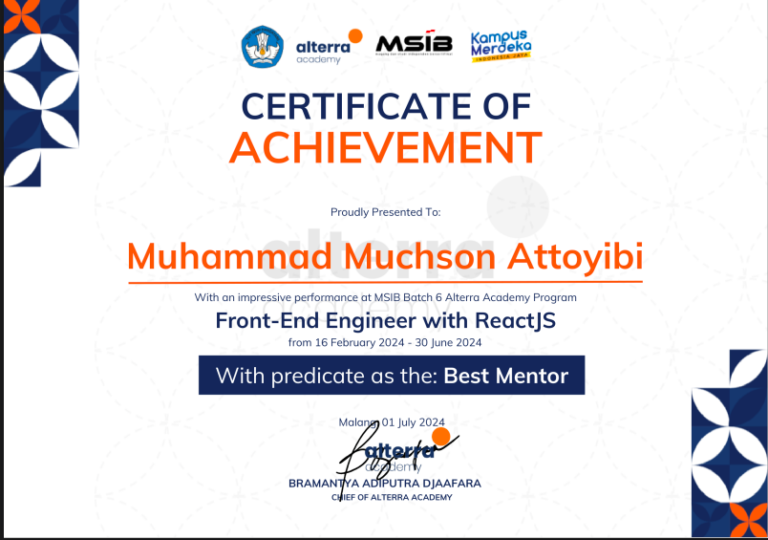 alterra
academy
MSIB
Kampus
Merdeka
INDONESIA JAYA
CERTIFICATE OF
ACHIEVEMENT
Proudly Presented To:
alterra
academy
Muhammad Muchson Attoyibi
With an impressive performance at MSIB Batch 6 Alterra Academy Program
Front-End Engineer with ReactJS
from 16 February 2024 - 30 June 2024
With predicate as the: Best Mentor
Malang, 01 July 2024
alterra
academy
BRAMANTYA ADIPUTRA DJAAFARA
CHIEF OF ALTERRA ACADEMY